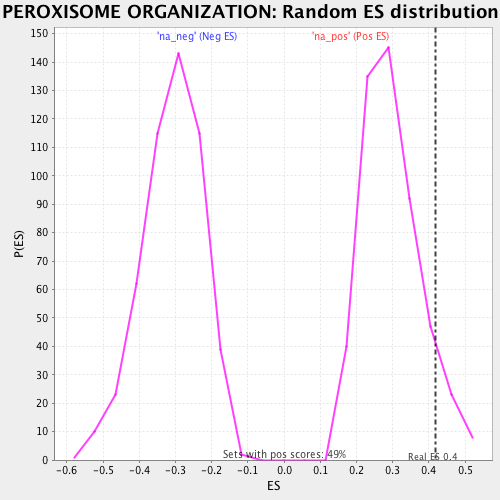 PEROXISOME ORGANIZATION: Random ES distribution
'na_neg' (Neg ES) 'na_pos' (Pos ES)
150
140
130
120
110
100
90
80
70
60
50
40
30
20
10
0
P(ES)
Sets with pos scores: 49%
Real ES 0.4
-0.6 -0.5 -0.4 -0.3 -0.2 -0.1 0.0 0.1 0.2 0.3 0.4 0.5
ES